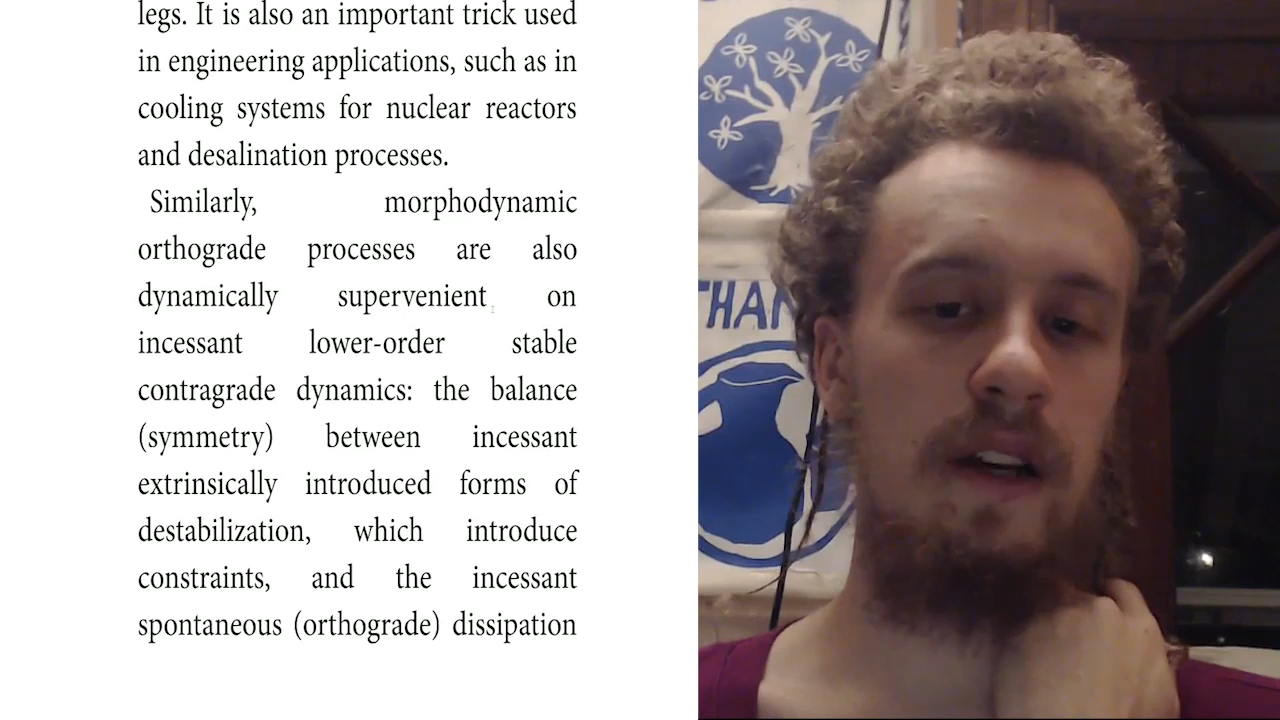 legs. It is also an important trick used
in engineering applications, such as in
cooling systems for nuclear reactors
and desalination processes.
Similarly, morphodynamic
orthograde processes are also
dynamically supervenient on
incessant lower-order stable
contragrade dynamics: the balance
(symmetry) between incessant
extrinsically introduced forms of
destabilization, which introduce
constraints, and the incessant
spontaneous (orthograde) dissipation
THAN